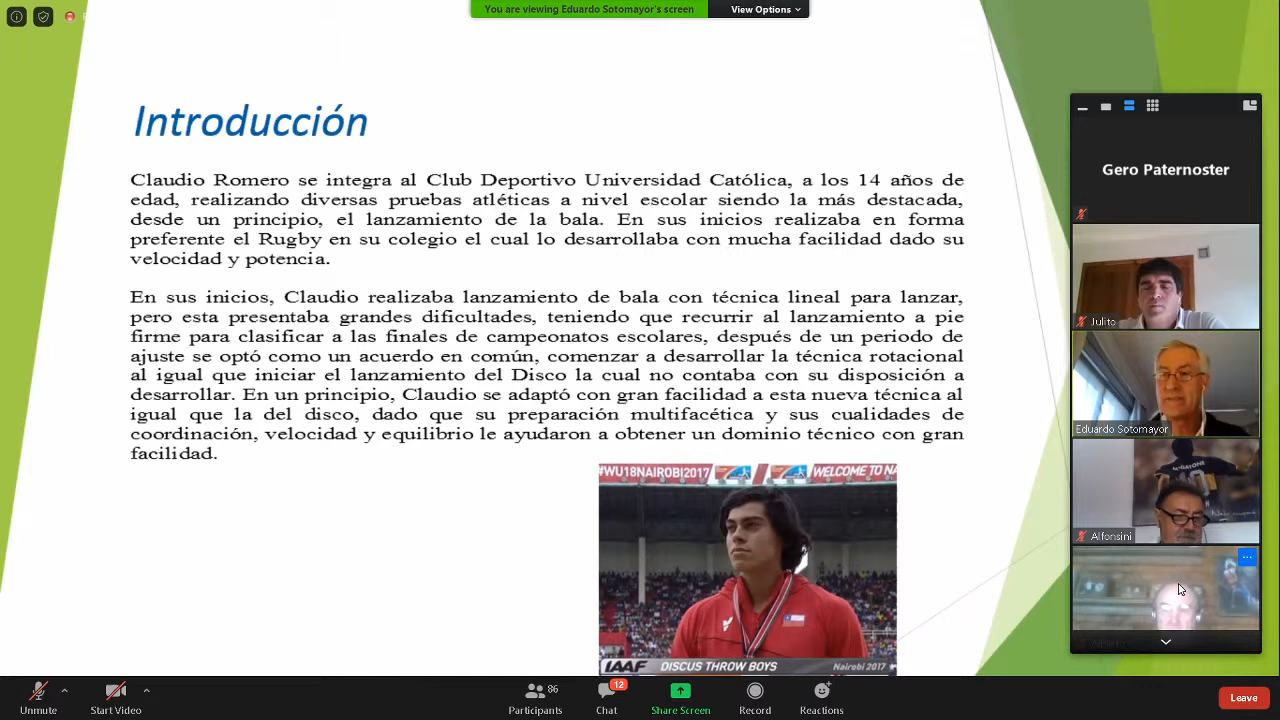 You are viewing Eduardo Sotomayor's screen
View Options
Introducción
Claudio Romero se integra al Club Deportivo Universidad Católica, a los 14 años de
edad, realizando diversas pruebas atléticas a nivel escolar siendo la más destacada,
desde un principio, el lanzamiento de la bala. En sus inicios realizaba en forma
preferente el Rugby en su colegio el cual lo desarrollaba con mucha facilidad dado su
velocidad y potencia.
En sus inicios, Claudio realizaba lanzamiento de bala con técnica lineal para lanzar,
pero esta presentaba grandes dificultades, teniendo que recurrir al lanzamiento a pie
firme para clasificar a las finales de campeonatos escolares, después de un periodo de
ajuste se optó como un acuerdo en común, comenzar a desarrollar la técnica rotacional
al igual que iniciar el lanzamiento del Disco la cual no contaba con su disposición a
desarrollar. En un principio, Claudio se adaptó con gran facilidad a esta nueva técnica al
igual que la del disco, dado que su preparación multifacética y sus cualidades de
coordinación, velocidad y equilibrio le ayudaron a obtener un dominio técnico con gran
facilidad.
#WU18NAIROBI2017
WELCOME TO NA
IAAF DISCUS THROW BOYS Nairobi 2017
Gero Paternoster
Julito
Eduardo Sotomayor
10
Alfonsini
Unmute
Start Video
86
Participants
12
Chat
Share Screen
Record
Reactions
Leave